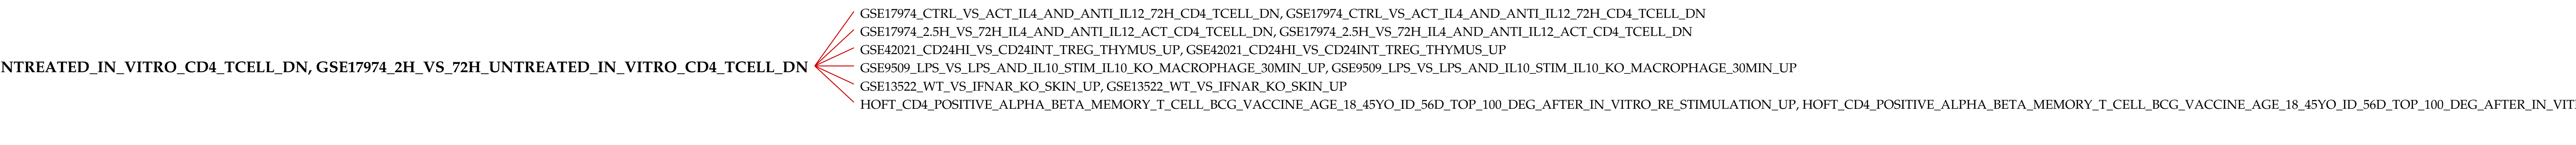 GSE17974_CTRL_VS_ACT_IL4_AND_ANTI_IL12_72H_CD4_TCELL_DN, GSE17974_CTRL_VS_ACT_IL4_AND_ANTI_IL12_72H_CD4_TCELL_DN
GSE17974_2.5H_VS_72H_IL4_AND_ANTI_IL12_ACT_CD4_TCELL_DN, GSE17974_2.5H_VS_72H_IL4_AND_ANTI_IL12_ACT_CD4_TCELL_DN
GSE42021_CD24HI_VS_CD24INT_TREG_THYMUS_UP, GSE42021_CD24HI_VS_CD24INT_TREG_THYMUS_UP
NTREATED_IN_VITRO_CD4_TCELL_DN, GSE17974_2H_VS_72H_UNTREATED_IN_VITRO_CD4_TCELL_DN
GSE9509_LPS_VS_LPS_AND_IL10_STIM_IL10_KO_MACROPHAGE_30MIN_UP, GSE9509_LPS_VS_LPS_AND_IL10_STIM_IL10_KO_MACROPHAGE_30MIN_UP
GSE13522_WT_VS_IFNAR_KO_SKIN_UP, GSE13522_WT_VS_IFNAR_KO_SKIN_UP
HOFT_CD4_POSITIVE_ALPHA_BETA_MEMORY_T_CELL_BCG_VACCINE_AGE_18_45YO_ID_56D_TOP_100_DEG_AFTER_IN_VITRO_RE_STIMULATION_UP, HOFT_CD4_POSITIVE_ALPHA_BETA_MEMORY_T_CELL_BCG_VACCINE_AGE_18_45YO_ID_56D_TOP_100_DEG_AFTER_IN_VIT